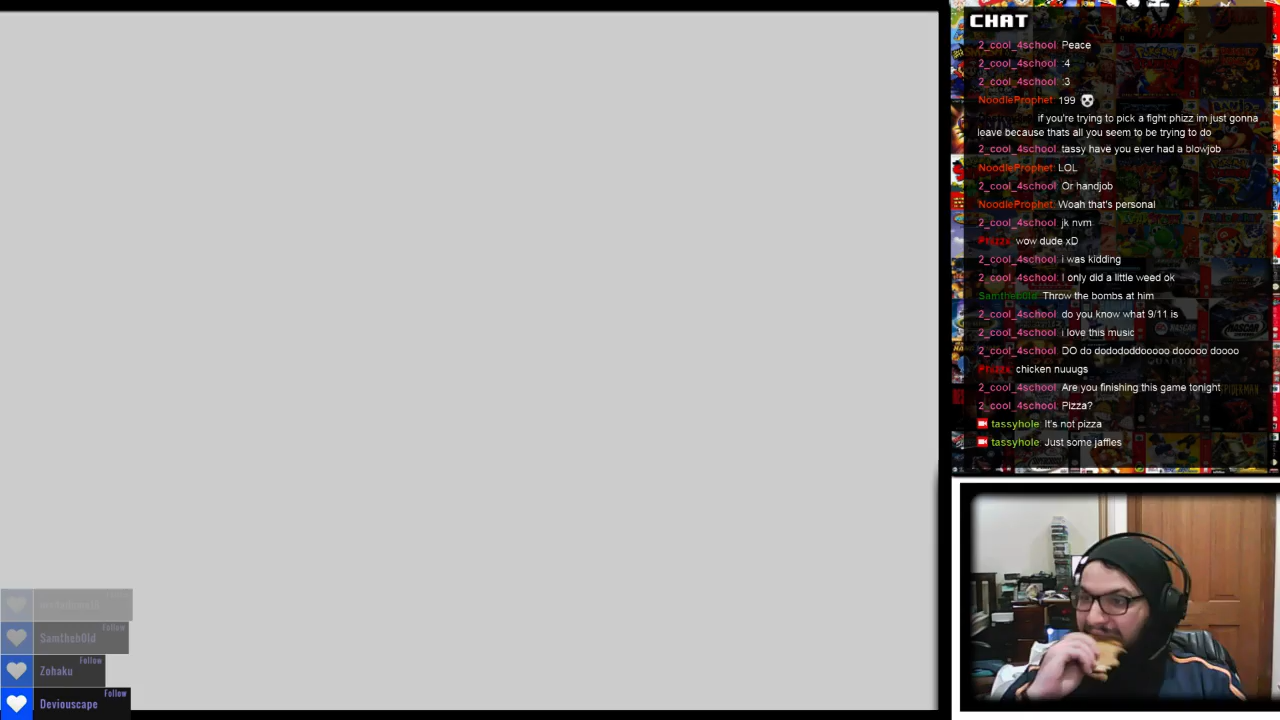 CHAT
2_cool_4school: Peace
2_cool_4school: :4
2_cool_4school: :3
NoodleProphet: 199
if you're trying to pick a fight phizz im just gonna
leave because thats all you seem to be trying to do
2_cool_4school: tassy have you ever had a blowjob
NoodleProphet: LOL
2_cool_4school: Or handjob
NoodleProphet: Woah that's personal
2_cool_4school: jk nvm
wow dude xD
2_cool_4school: i was kidding
2_cool_4school: I only did a little weed ok
Samtheb0ld: Throw the bombs at him
2_cool_4school: do you know what 9/11 is
2_cool_4school: i love this music
2_cool_4school: DO do dodododdooooo dooooo doooo
chicken nuuugs
2_cool_4school: Are you finishing this game tonight
2_cool_4school: Pizza?
tassyhole: It's not pizza
tassyhole: Just some jaffles
Follow
Samtheb0ld
Follow
Zohaku
Follow
Deviouscape